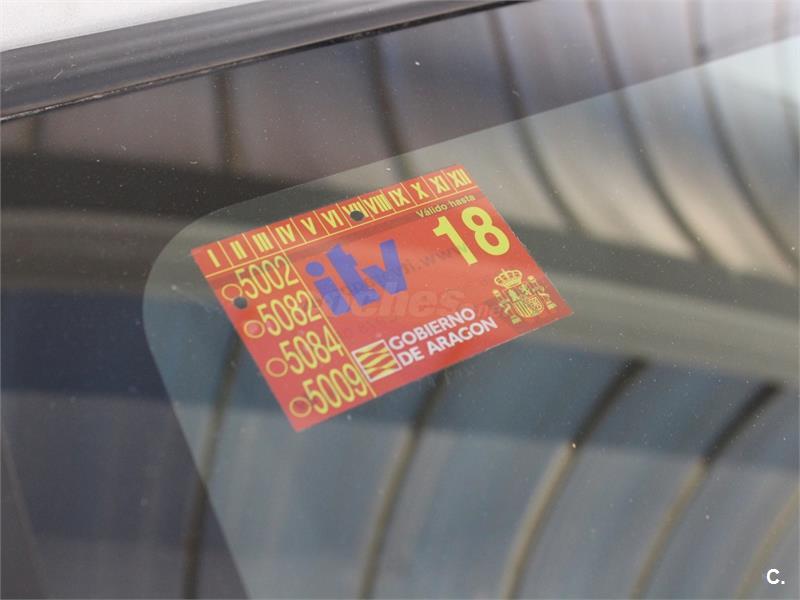 I II III IV V VI VII VIII IX X XI XII
Válido hasta
18
itv
5002
5082
5084
5009
GOBIERNO
DE ARAGON
C.